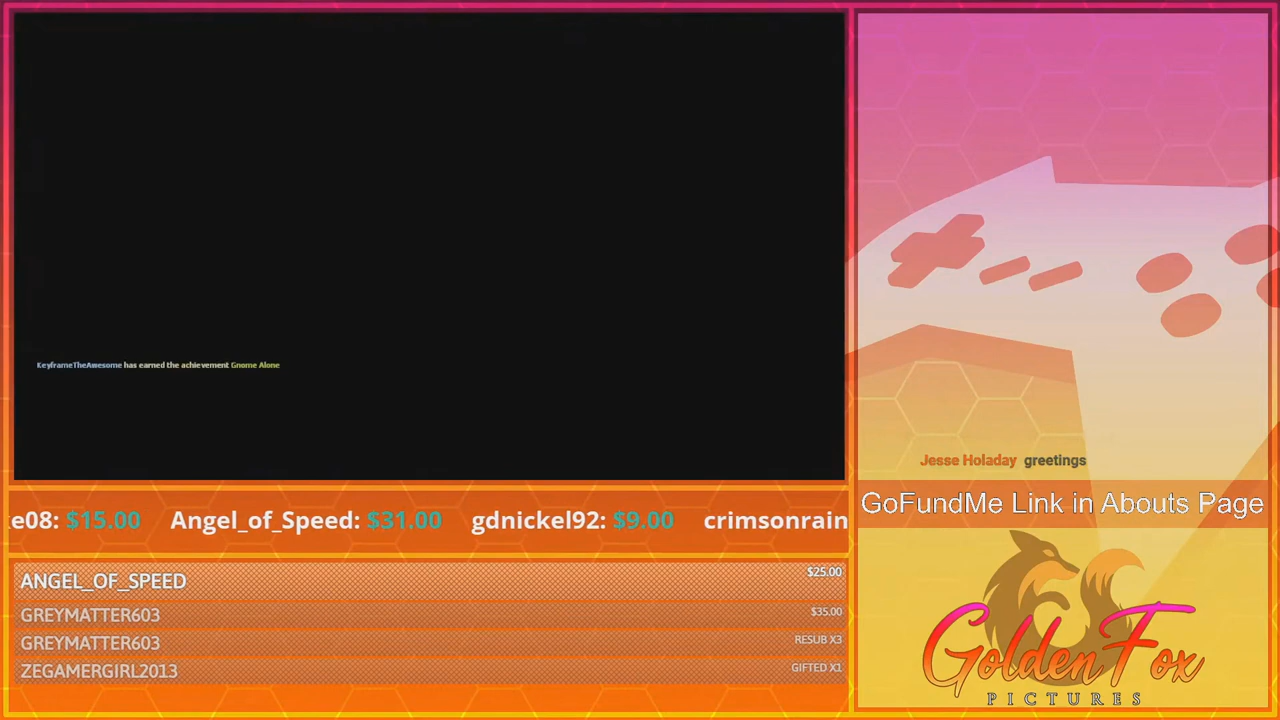 KeyframeTheAwesome has earned the achievement Gnome Alone
Jesse Holaday greetings
GoFundMe Link in Abouts Page
e08: $15.00 Angel_of_Speed: $31.00 gdnickel92: $9.00 crimsonrain
ANGEL_OF_SPEED $25.00
GREYMATTER603 $35.00
GREYMATTER603 RESUB X3
ZEGAMERGIRL2013 GIFTED X1
GoldenFox
PICTURES